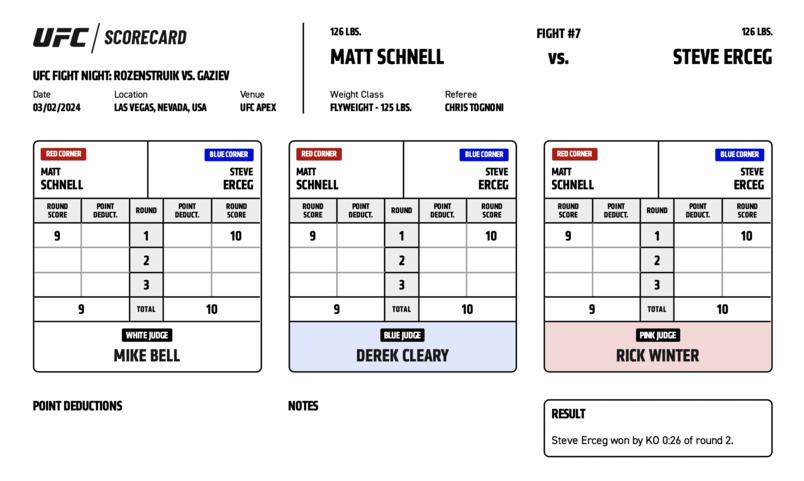 UFC / SCORECARD
UFC FIGHT NIGHT: ROZENSTRUIK VS. GAZIEV
Date Location Venue
03/02/2024 LAS VEGAS, NEVADA, USA UFC APEX
126 LBS. FIGHT #7 126 LBS.
MATT SCHNELL VS. STEVE ERCEG
Weight Class Referee
FLYWEIGHT - 125 LBS. CHRIS TOGNONI
RED CORNER BLUE CORNER
MATT STEVE
SCHNELL ERCEG
ROUND POINT ROUND POINT ROUND
SCORE DEDUCT. DEDUCT. SCORE
9 1 10
2
3
9 TOTAL 10
WHITE JUDGE
MIKE BELL
RED CORNER BLUE CORNER
MATT STEVE
SCHNELL ERCEG
ROUND POINT ROUND POINT ROUND
SCORE DEDUCT. DEDUCT. SCORE
9 1 10
2
3
9 TOTAL 10
BLUE JUDGE
DEREK CLEARY
RED CORNER BLUE CORNER
MATT STEVE
SCHNELL ERCEG
ROUND POINT ROUND POINT ROUND
SCORE DEDUCT. DEDUCT. SCORE
9 1 10
2
3
9 TOTAL 10
PINK JUDGE
RICK WINTER
POINT DEDUCTIONS
NOTES
RESULT
Steve Erceg won by KO 0:26 of round 2.